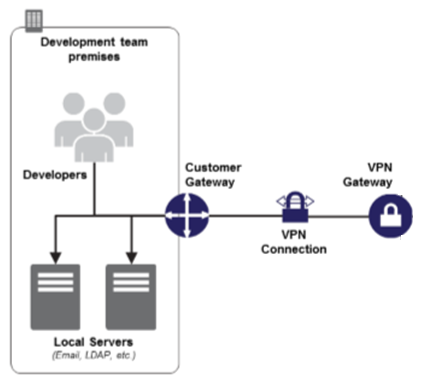 Development team
premises
Developers
Customer
Gateway
VPN
Gateway
VPN
Connection
Local Servers
(Email, LDAP, etc.)